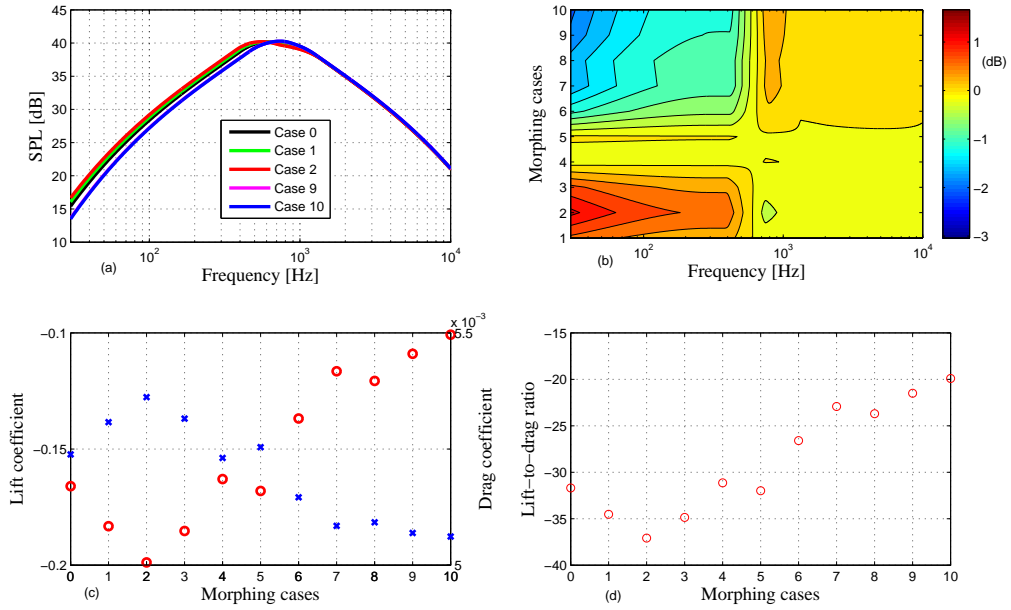 45
40
35
30
25
20
15
10
SPL [dB]
Case 0
Case 1
Case 2
Case 9
Case 10
10²
10³
10⁴
(a)
Frequency [Hz]
10
9
8
7
6
5
4
3
2
1
Morphing cases
10²
10³
10⁴
(b)
Frequency [Hz]
(dB)
1
0
−1
−2
−3
−0.1
−0.15
−0.2
Lift coefficient
x 10⁻³
5.5
5
Drag coefficient
0 1 2 3 4 5 6 7 8 9 10
(c)
Morphing cases
−15
−20
−25
−30
−35
−40
Lift−to−drag ratio
0 1 2 3 4 5 6 7 8 9 10
(d)
Morphing cases